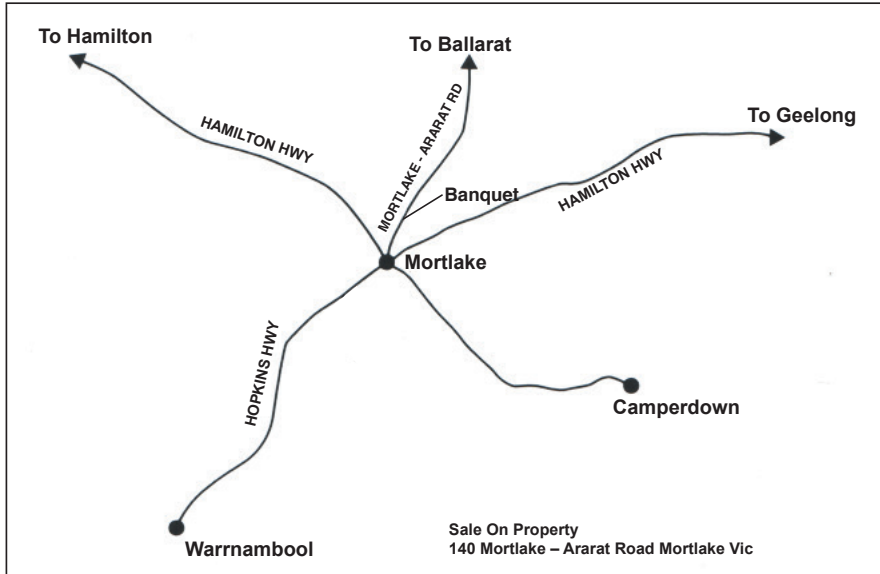 To Hamilton
To Ballarat
To Geelong
HAMILTON HWY
MORTLAKE - ARARAT RD
HAMILTON HWY
Banquet
Mortlake
HOPKINS HWY
Camperdown
Warrnambool
Sale On Property
140 Mortlake – Ararat Road Mortlake Vic